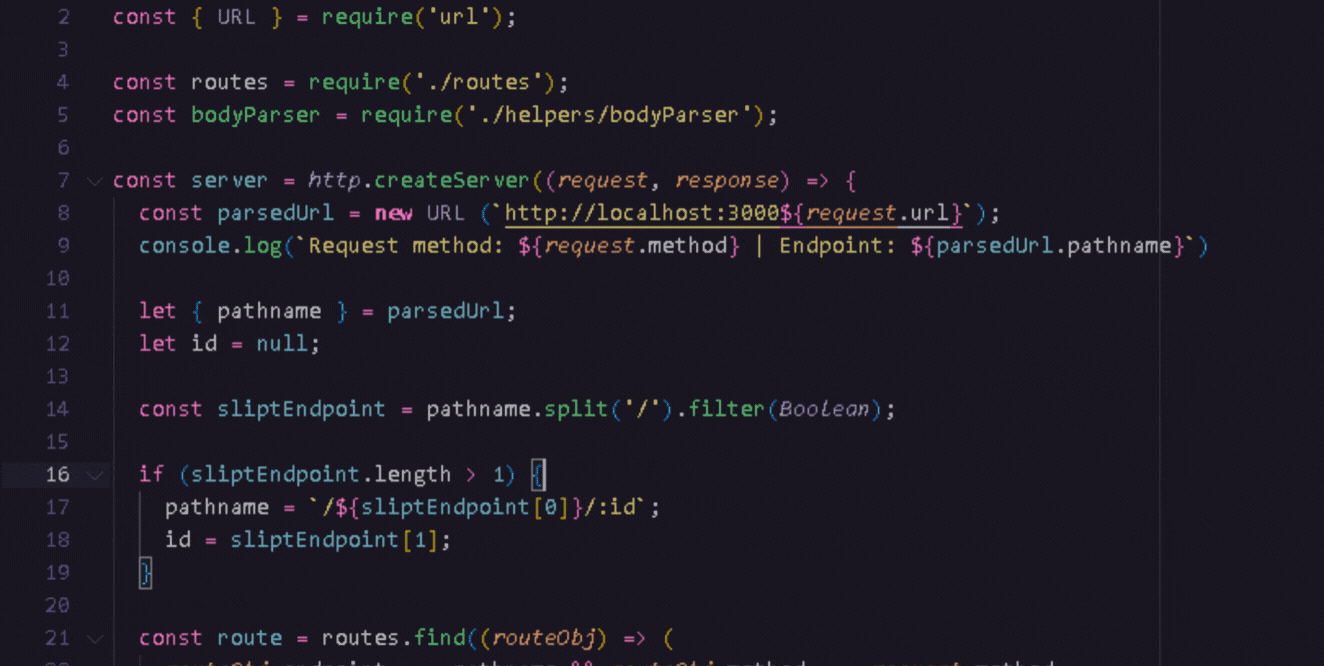 2 const { URL } = require('url');
3
4 const routes = require('./routes');
5 const bodyParser = require('./helpers/bodyParser');
6
7 const server = http.createServer((request, response) => {
8 const parsedUrl = new URL (`http://localhost:3000${request.url}`);
9 console.log(`Request method: ${request.method} | Endpoint: ${parsedUrl.pathname}`)
10
11 let { pathname } = parsedUrl;
12 let id = null;
13
14 const sliptEndpoint = pathname.split('/').filter(Boolean);
15
16 if (sliptEndpoint.length > 1) {
17 pathname = `/${sliptEndpoint[0]}/:id`;
18 id = sliptEndpoint[1];
19 }
20
21 const route = routes.find((routeObj) => (